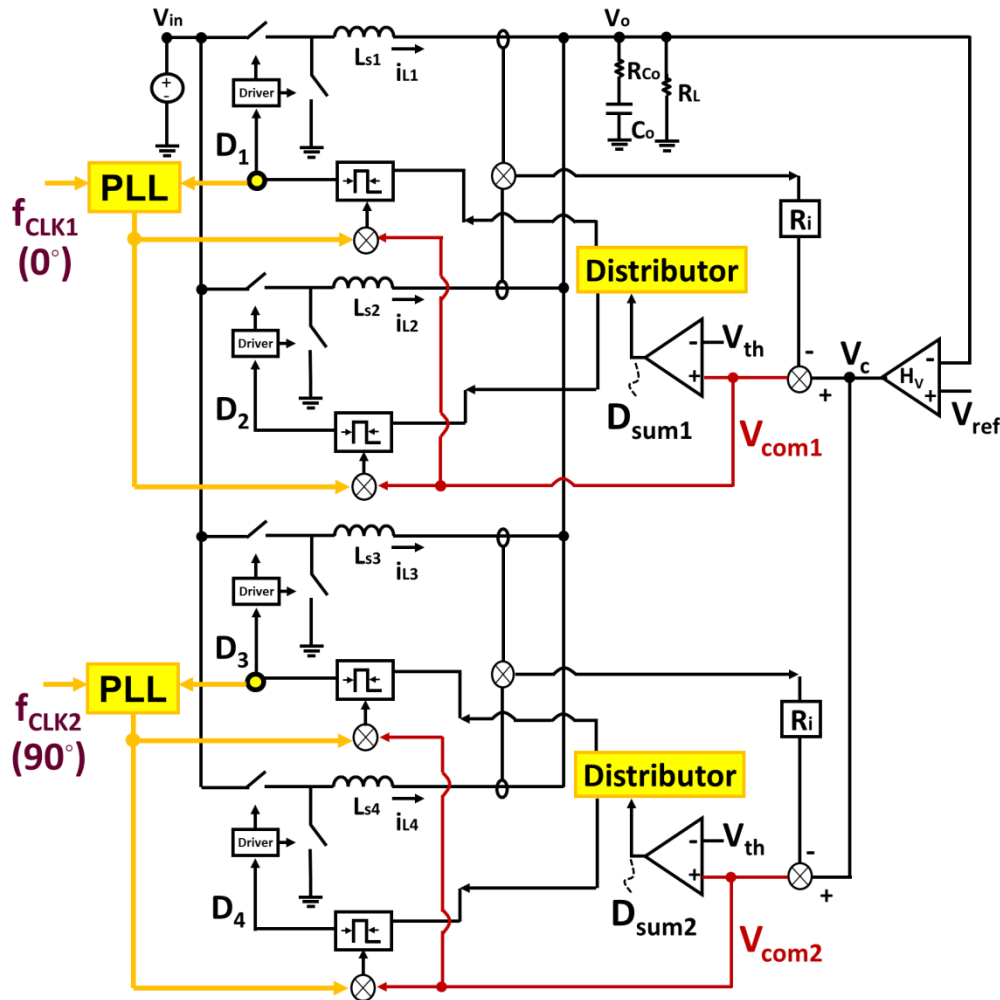 Vin
Ls1
iL1
Vo
RCo
RL
Co
+
-
Driver
D1
PLL
fCLK1
(0°)
Ri
Distributor
Ls2
iL2
Driver
D2
-
Vth
+
Dsum1
Vcom1
-
+
Vc
-
HV
+
Vref
Ls3
iL3
Driver
D3
PLL
fCLK2
(90°)
Ri
Distributor
Ls4
iL4
Driver
D4
-
Vth
+
Dsum2
Vcom2
-
+